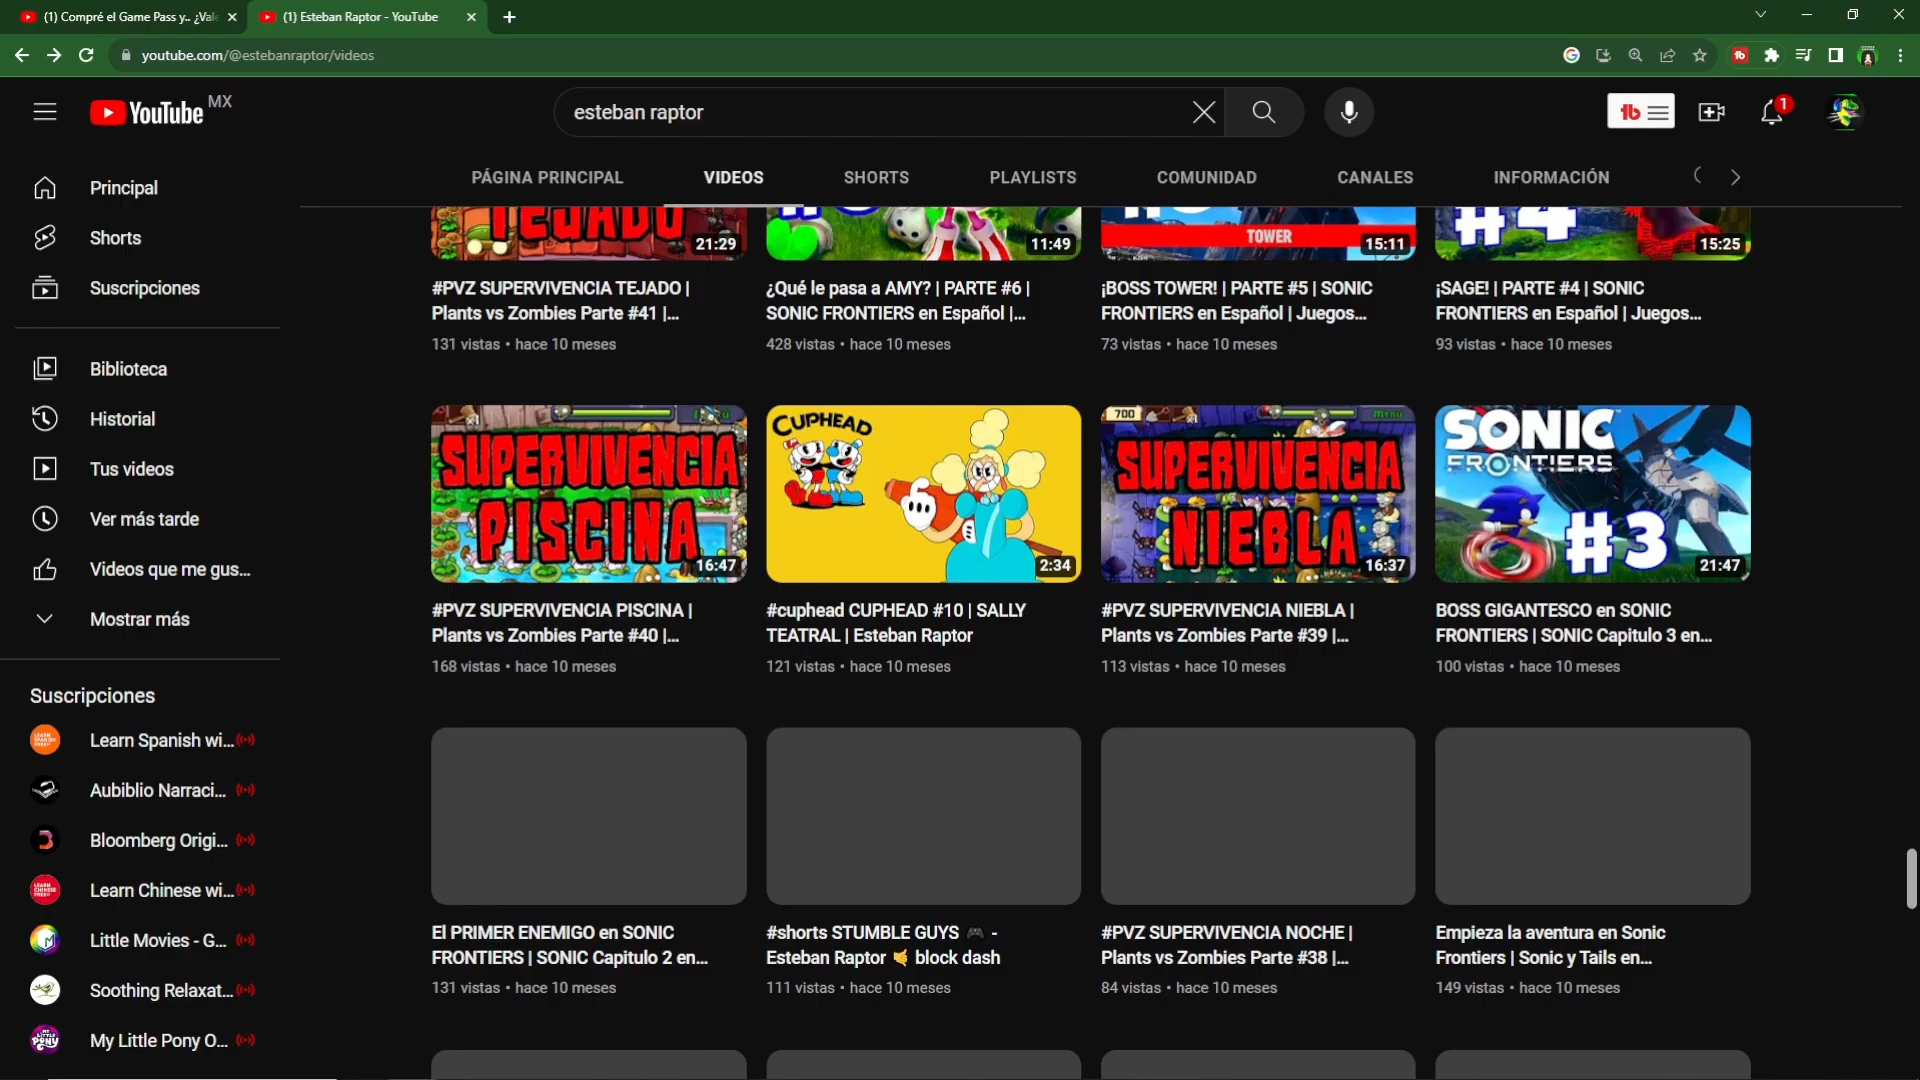 (1) Compré el Game Pass y.. ¿Val
(1) Esteban Raptor - YouTube
youtube.com/@estebanraptor/videos
YouTube MX
esteban raptor
1
PÁGINA PRINCIPAL
VIDEOS
SHORTS
PLAYLISTS
COMUNIDAD
CANALES
INFORMACIÓN
Principal
Shorts
Suscripciones
Biblioteca
Historial
Tus videos
Ver más tarde
Videos que me gus...
Mostrar más
Suscripciones
Learn Spanish wi...
Aubiblio Narraci...
Bloomberg Origi...
Learn Chinese wi...
Little Movies - G...
Soothing Relaxat...
My Little Pony O...
TEJADO
21:29
#PVZ SUPERVIVENCIA TEJADO |
Plants vs Zombies Parte #41 |...
131 vistas • hace 10 meses
11:49
¿Qué le pasa a AMY? | PARTE #6 |
SONIC FRONTIERS en Español |...
428 vistas • hace 10 meses
TOWER
15:11
¡BOSS TOWER! | PARTE #5 | SONIC
FRONTIERS en Español | Juegos...
73 vistas • hace 10 meses
#4
15:25
¡SAGE! | PARTE #4 | SONIC
FRONTIERS en Español | Juegos...
93 vistas • hace 10 meses
SUPERVIVENCIA
PISCINA
16:47
#PVZ SUPERVIVENCIA PISCINA |
Plants vs Zombies Parte #40 |...
168 vistas • hace 10 meses
CUPHEAD
2:34
#cuphead CUPHEAD #10 | SALLY
TEATRAL | Esteban Raptor
121 vistas • hace 10 meses
700
Menu
SUPERVIVENCIA
NIEBLA
16:37
#PVZ SUPERVIVENCIA NIEBLA |
Plants vs Zombies Parte #39 |...
113 vistas • hace 10 meses
SONIC
FRONTIERS
#3
21:47
BOSS GIGANTESCO en SONIC
FRONTIERS | SONIC Capitulo 3 en...
100 vistas • hace 10 meses
El PRIMER ENEMIGO en SONIC
FRONTIERS | SONIC Capitulo 2 en...
131 vistas • hace 10 meses
#shorts STUMBLE GUYS 🎮 -
Esteban Raptor 🤙 block dash
111 vistas • hace 10 meses
#PVZ SUPERVIVENCIA NOCHE |
Plants vs Zombies Parte #38 |...
84 vistas • hace 10 meses
Empieza la aventura en Sonic
Frontiers | Sonic y Tails en...
149 vistas • hace 10 meses